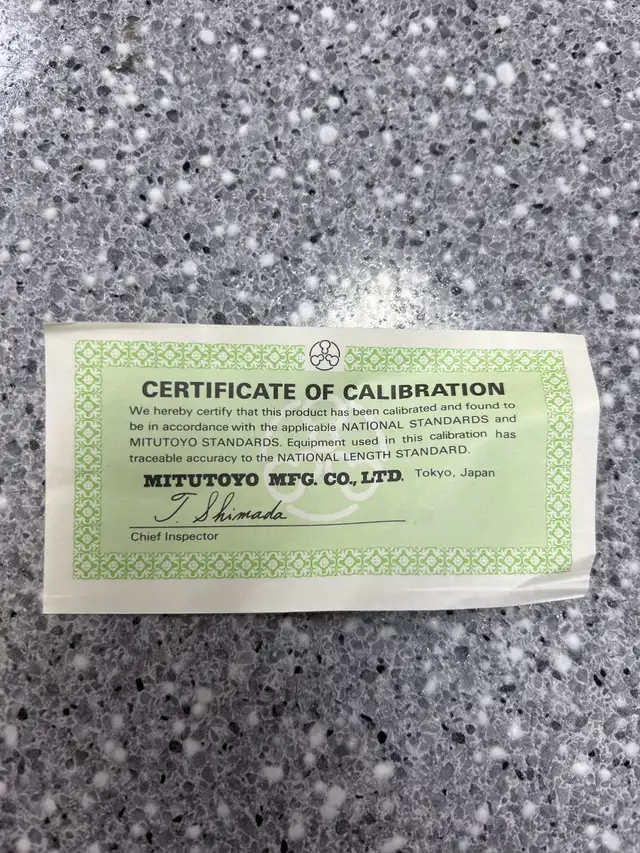 CERTIFICATE OF CALIBRATION
We hereby certify that this product has been calibrated and found to
be in accordance with the applicable NATIONAL STANDARDS and
MITUTOYO STANDARDS. Equipment used in this calibration has
traceable accuracy to the NATIONAL LENGTH STANDARD.
MITUTOYO MFG. CO., LTD. Tokyo, Japan
T. Shimada
Chief Inspector